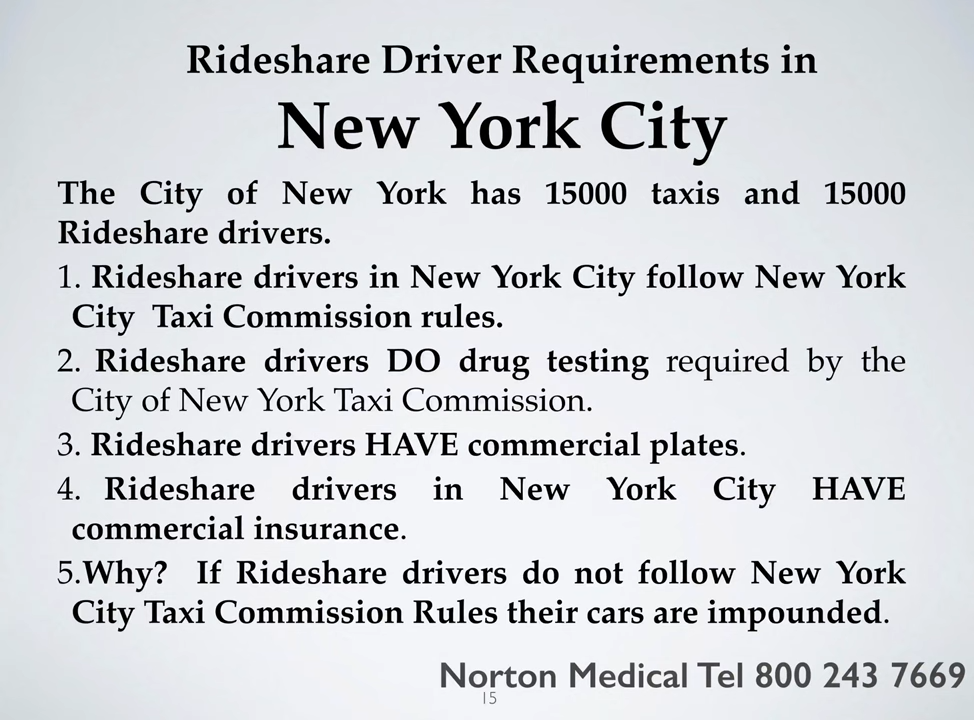 Rideshare Driver Requirements in
New York City
The City of New York has 15000 taxis and 15000
Rideshare drivers.
1. Rideshare drivers in New York City follow New York
City Taxi Commission rules.
2. Rideshare drivers DO drug testing required by the
City of New York Taxi Commission.
3. Rideshare drivers HAVE commercial plates.
4. Rideshare drivers in New York City HAVE
commercial insurance.
5.Why? If Rideshare drivers do not follow New York
City Taxi Commission Rules their cars are impounded.
Norton Medical Tel 800 243 7669
15